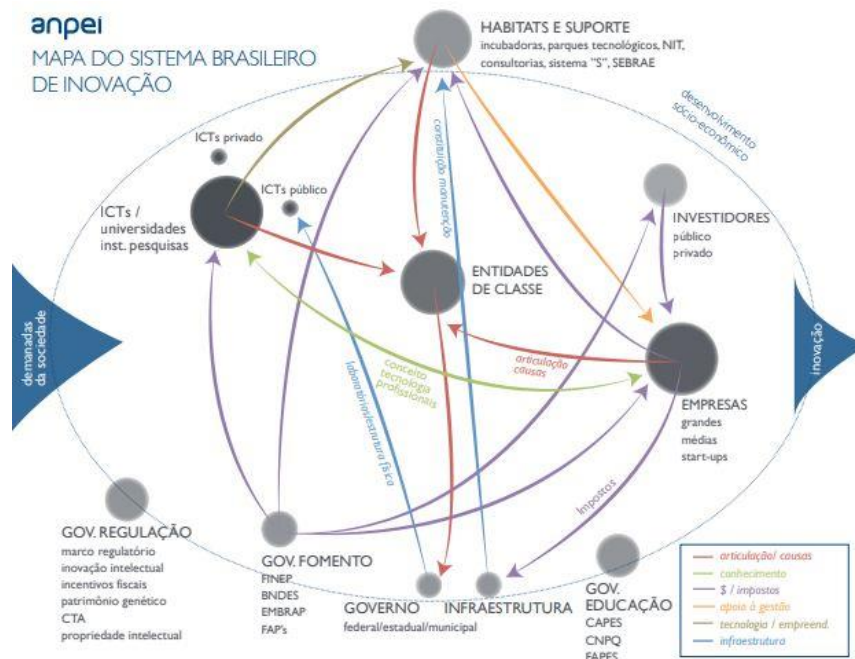 anpei
MAPA DO SISTEMA BRASILEIRO
DE INOVAÇÃO
HABITATS E SUPORTE
incubadoras, parques tecnológicos, NIT,
consultorias, sistema "S", SEBRAE
desenvolvimento
sócio-econômico
ICTs privado
ICTs público
ICTs /
universidades
inst. pesquisas
constituição manutenção
INVESTIDORES
público
privado
ENTIDADES
DE CLASSE
demanadas
da sociedade
inovação
articulação
causas
conceito
tecnologia
profissionais
laboratórios/estrutura física
EMPRESAS
grandes
médias
start-ups
Impostos
GOV. REGULAÇÃO
marco regulatório
inovação intelectual
incentivos fiscais
patrimônio genético
CTA
propriedade intelectual
GOV. FOMENTO
FINEP
BNDES
EMBRAP
FAP's
GOVERNO
federal/estadual/municipal
INFRAESTRUTURA
GOV.
EDUCAÇÃO
CAPES
CNPQ
FAPES
articulação/ causas
conhecimento
$ / impostos
apoio à gestão
tecnologia / empreend.
infraestrutura